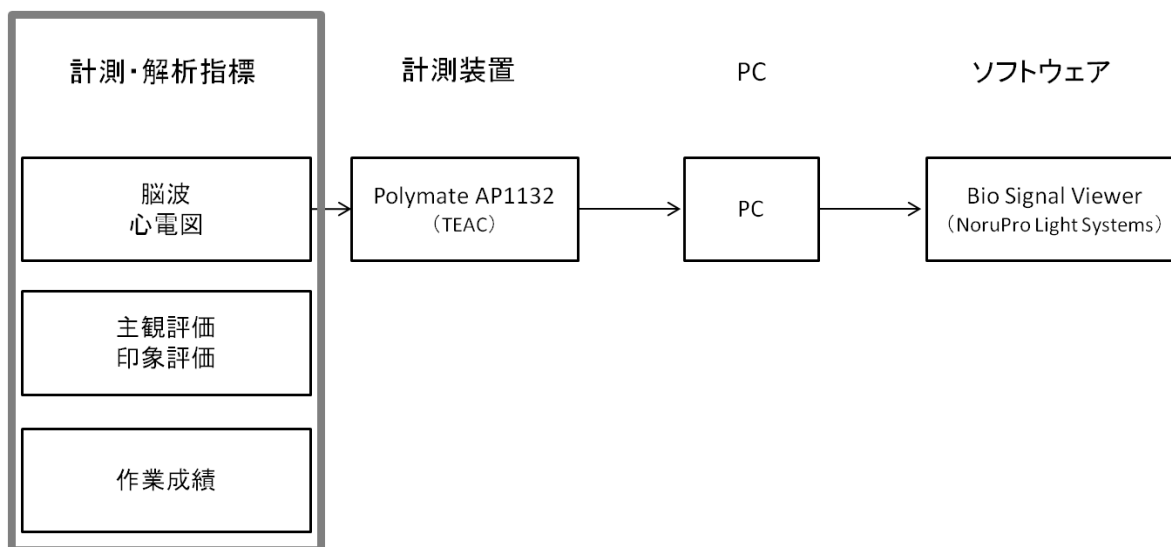 計測・解析指標
計測装置
PC
ソフトウェア
脳波
心電図
Polymate AP1132
（TEAC）
PC
Bio Signal Viewer
（NoruPro Light Systems）
主観評価
印象評価
作業成績